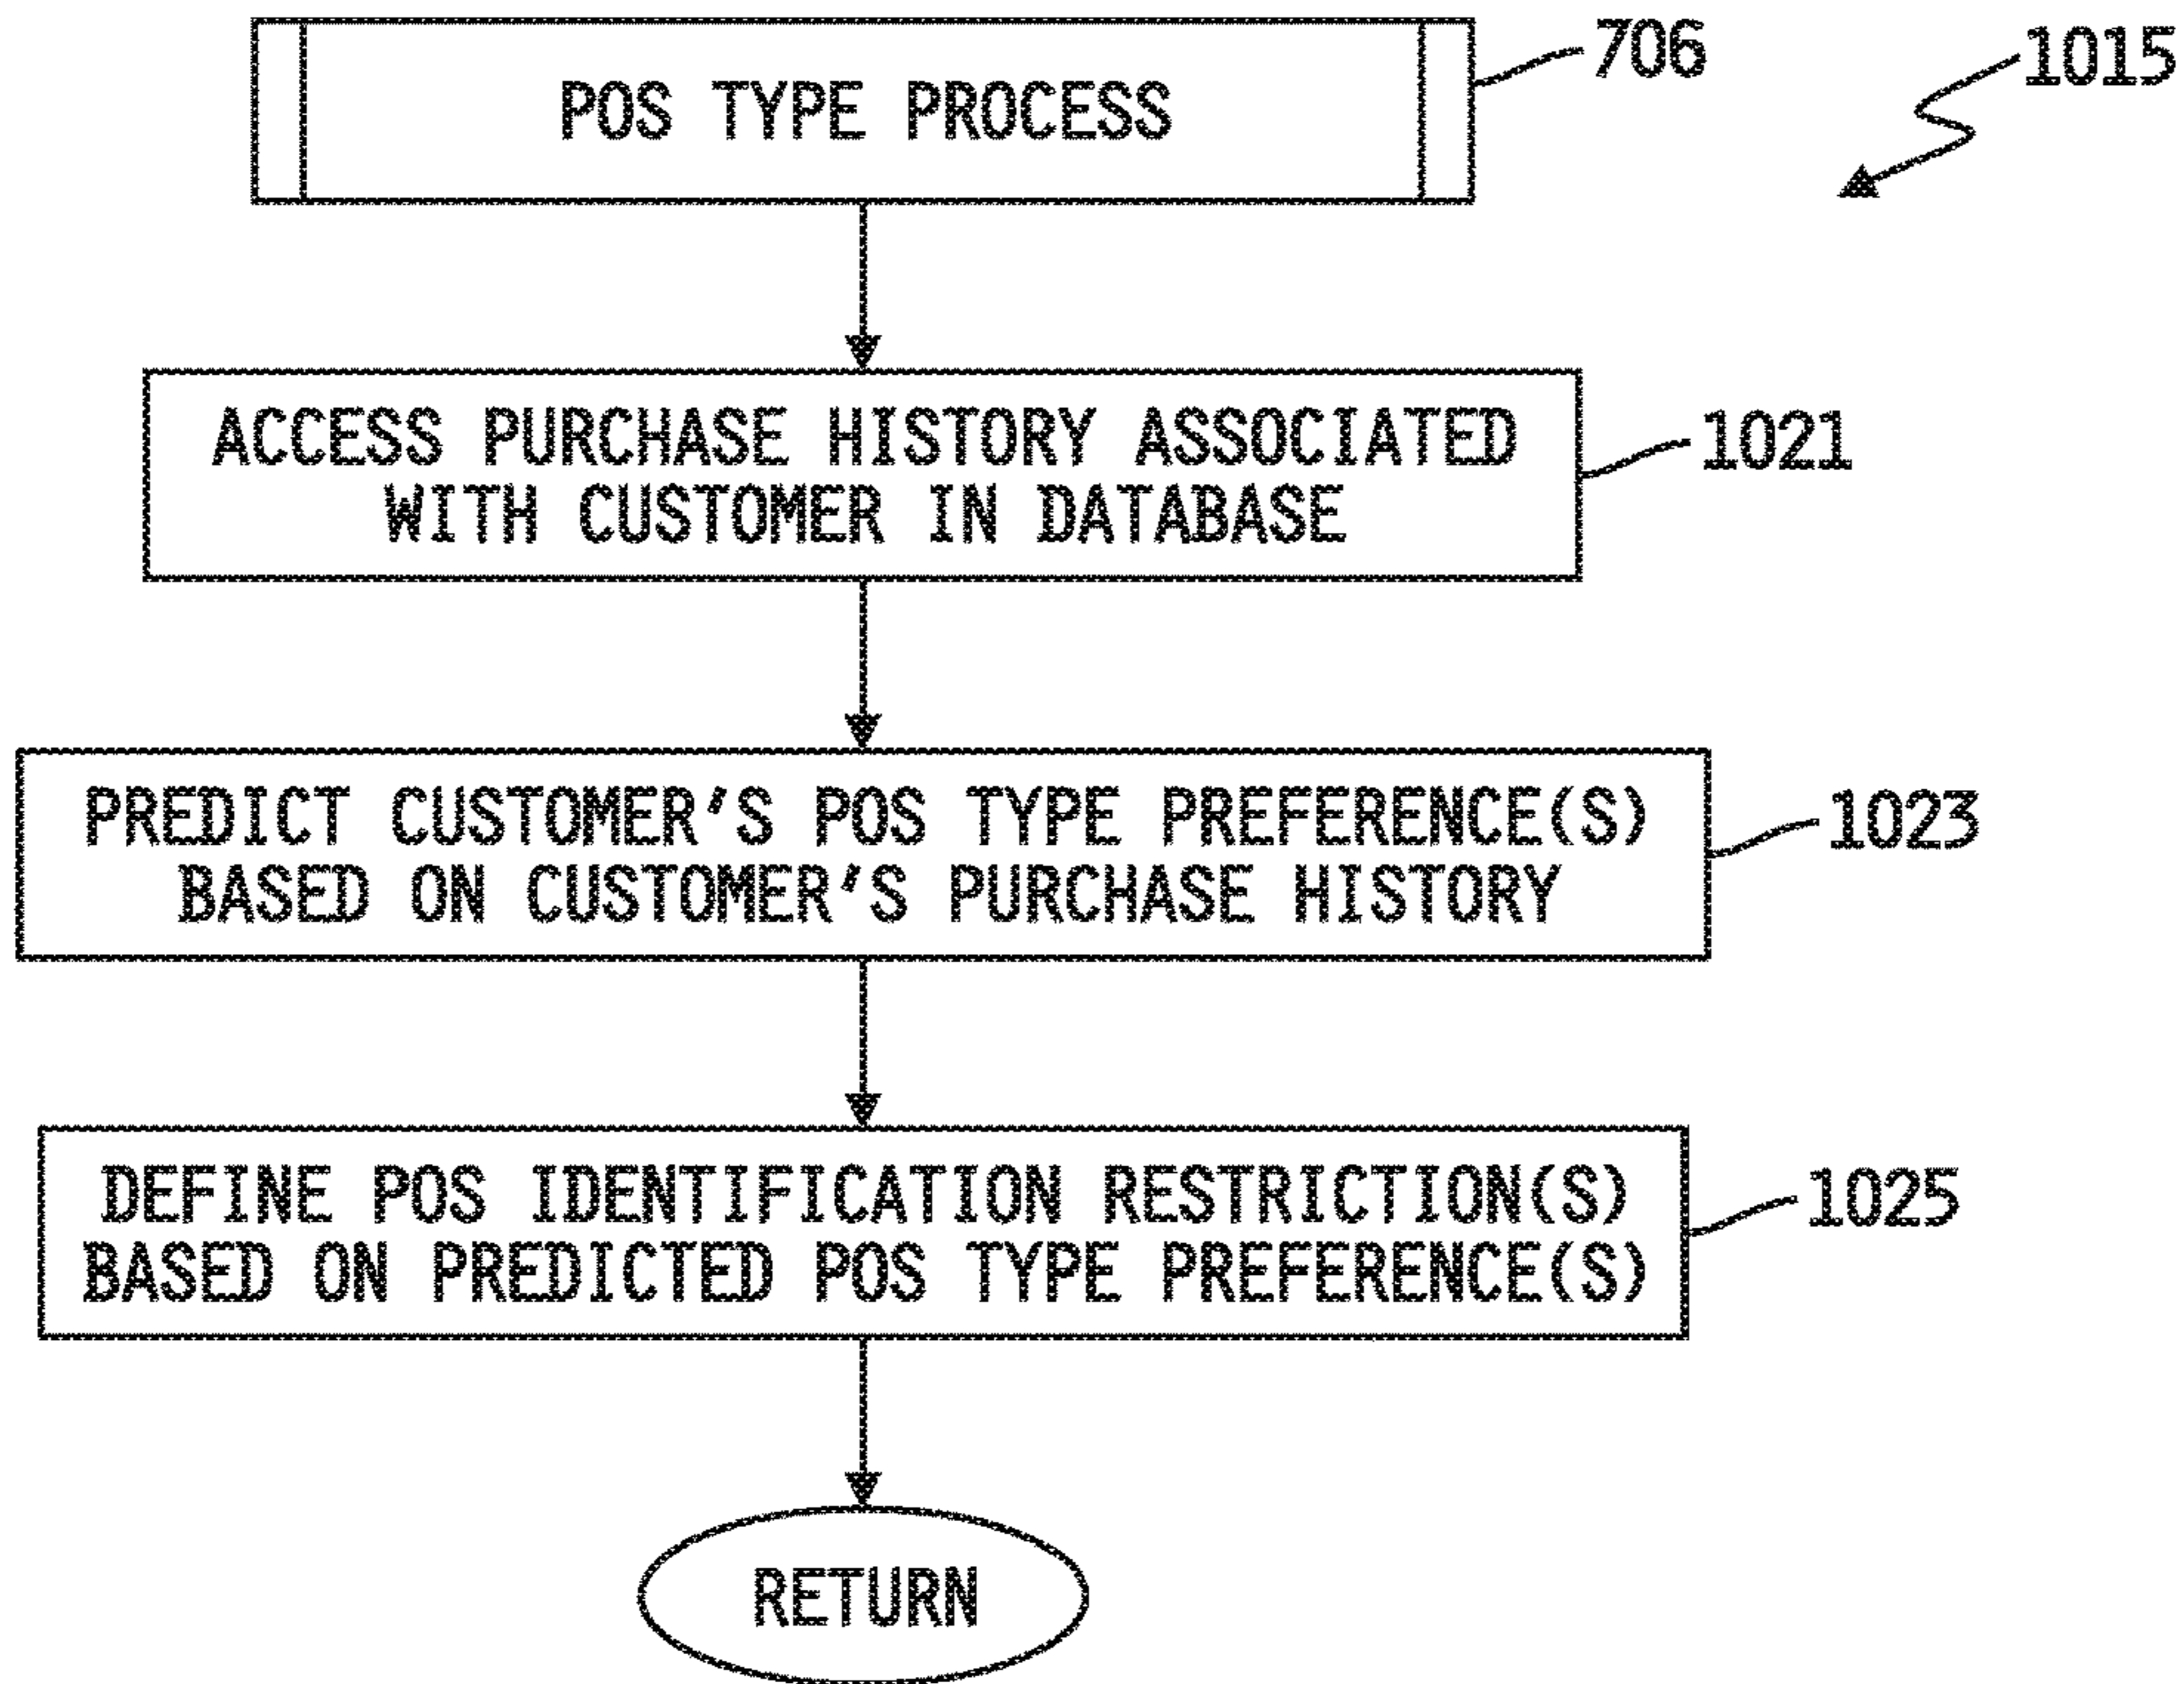 POS TYPE PROCESS
706
1015
ACCESS PURCHASE HISTORY ASSOCIATED
WITH CUSTOMER IN DATABASE
1021
PREDICT CUSTOMER'S POS TYPE PREFERENCE(S)
BASED ON CUSTOMER'S PURCHASE HISTORY
1023
DEFINE POS IDENTIFICATION RESTRICTION(S)
BASED ON PREDICTED POS TYPE PREFERENCE(S)
1025
RETURN